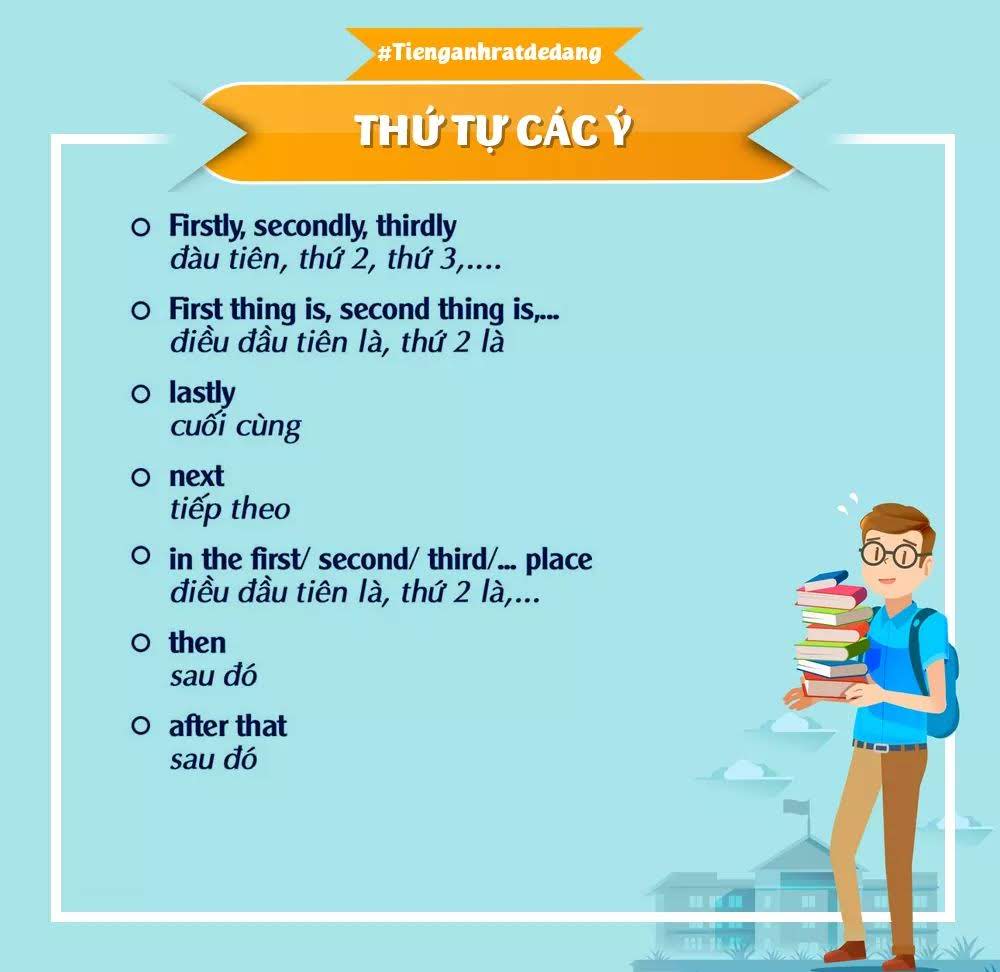 #Tienganhratdedang
THỨ TỰ CÁC Ý
Firstly, secondly, thirdly
đàu tiên, thứ 2, thứ 3,....
First thing is, second thing is,...
điều đầu tiên là, thứ 2 là
lastly
cuối cùng
next
tiếp theo
in the first/ second/ third/... place
điều đầu tiên là, thứ 2 là,...
then
sau đó
after that
sau đó